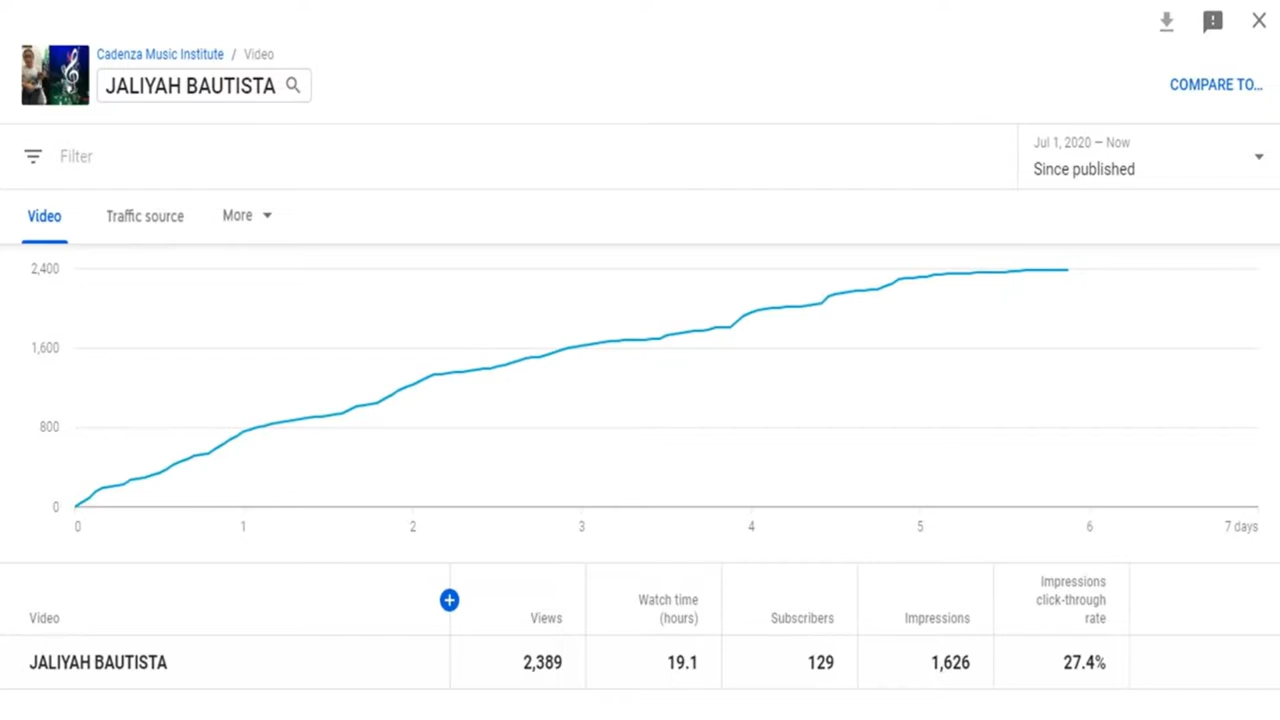 Cadenza Music Institute / Video
JALIYAH BAUTISTA
COMPARE TO...
Filter
Jul 1, 2020 – Now
Since published
Video
Traffic source
More
2,400
1,600
800
0
0 1 2 3 4 5 6 7 days
Video
Views
Watch time
(hours)
Subscribers
Impressions
Impressions
click-through
rate
JALIYAH BAUTISTA 2,389 19.1 129 1,626 27.4%